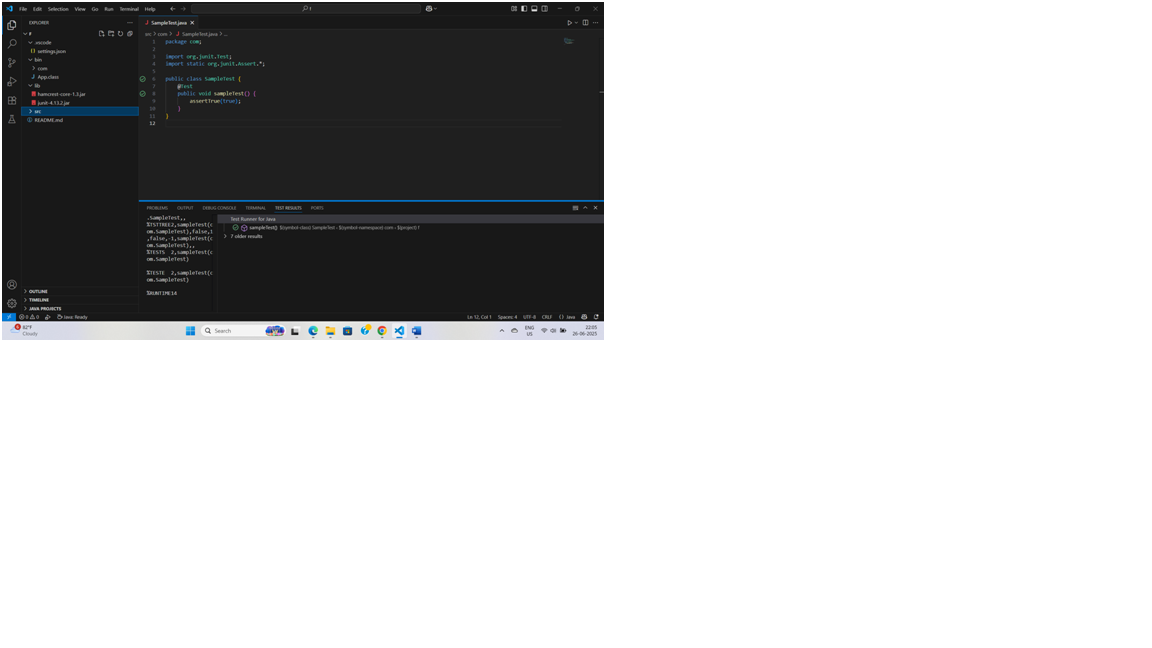 File Edit Selection View Go Run Terminal Help
1
EXPLORER
SampleTest.java
.vscode
settings.json
bin
com
App.class
lib
hamcrest-core-1.3.jar
junit-4.13.2.jar
src
README.md
OUTLINE
TIMELINE
JAVA PROJECTS
src > com > SampleTest.java > ...
1 package com;
2
3 import org.junit.Test;
4 import static org.junit.Assert.*;
5
6 public class SampleTest {
7 @Test
8 public void sampleTest() {
9 assertTrue(true);
10 }
11 }
12
PROBLEMS OUTPUT DEBUG CONSOLE TERMINAL TEST RESULTS PORTS
.SampleTest,,
%TSTTREE2,sampleTest(c
om.SampleTest),false,1
,false,-1,sampleTest(c
om.SampleTest),,
%TESTS 2,sampleTest(c
om.SampleTest)
%TESTE 2,sampleTest(c
om.SampleTest)
%RUNTIME14
Test Runner for Java
sampleTest() $(symbol-class) SampleTest - $(symbol-namespace) com - $(project)
7 older results
0 0 Java: Ready
Ln 12, Col 1 Spaces: 4 UTF-8 CRLF {} Java
82°F
Cloudy
Search
ENG
US
22:05